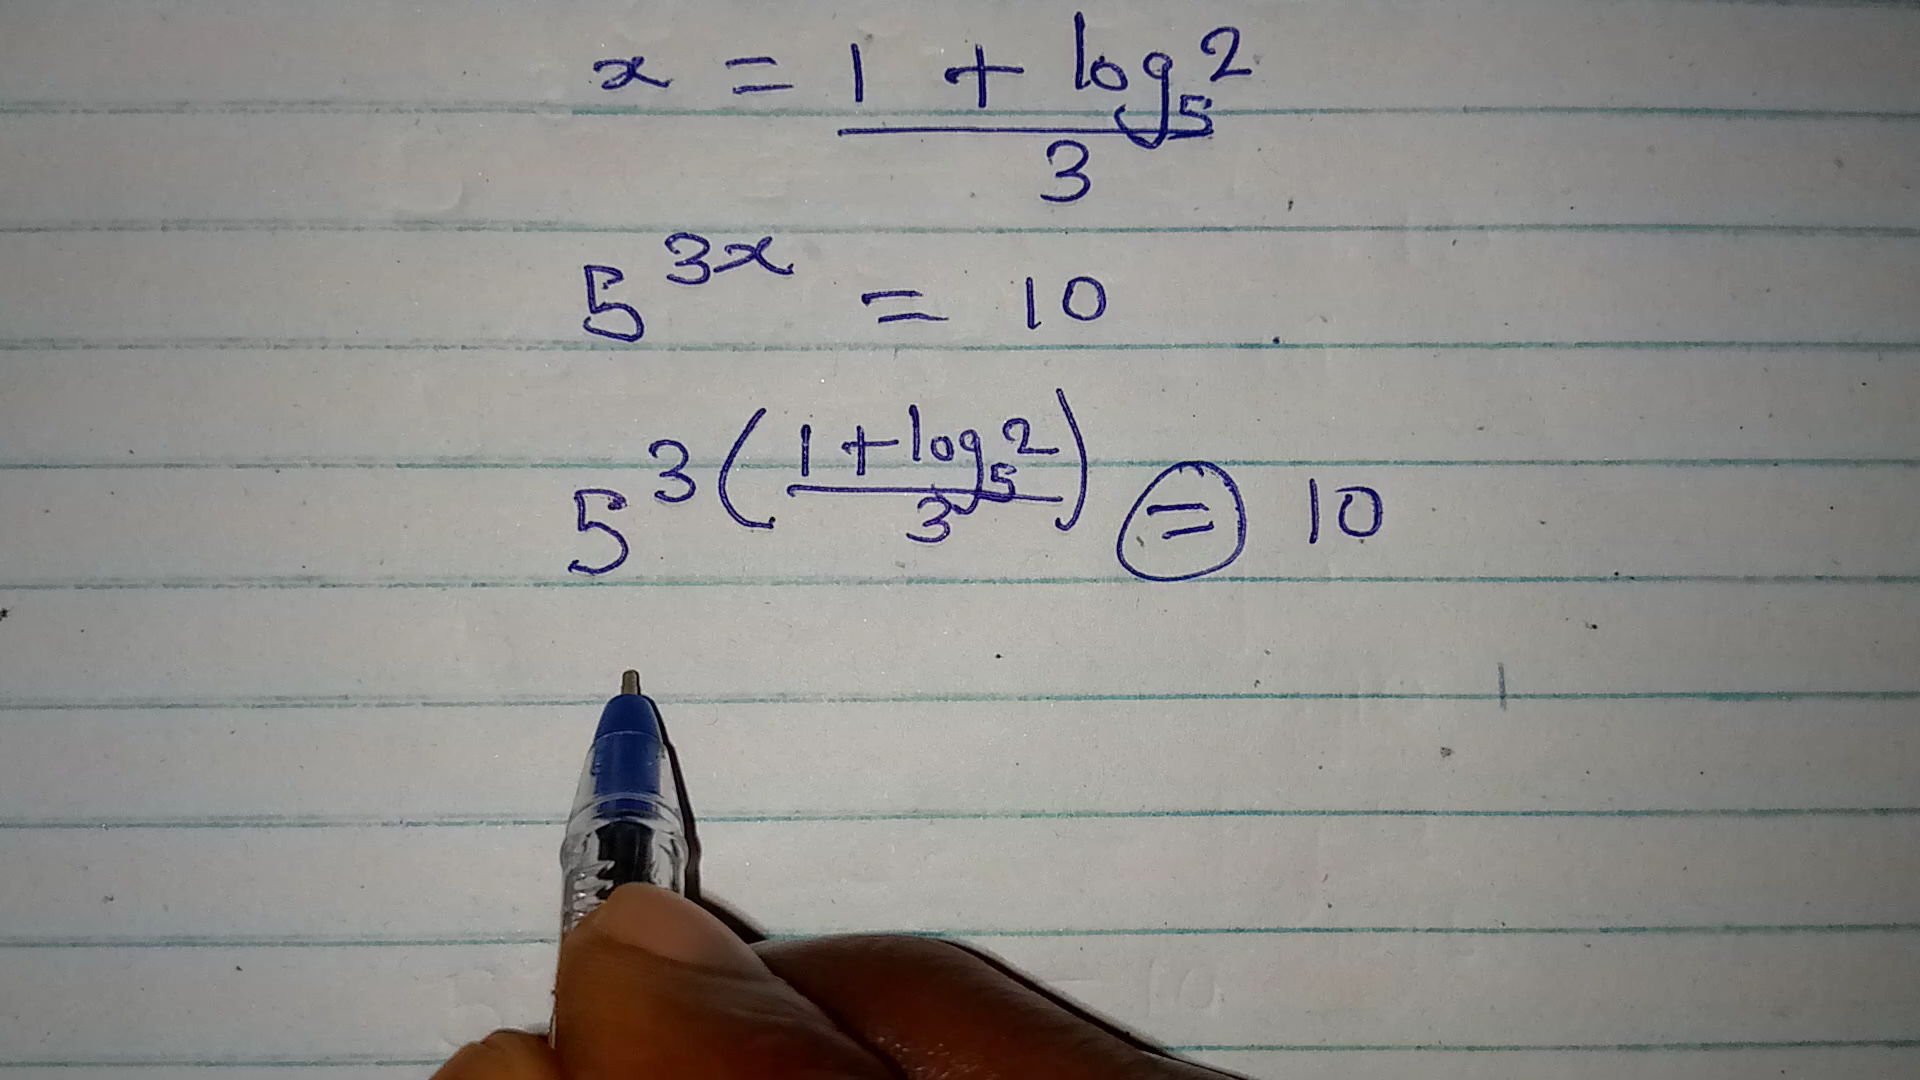 x = 1 + log₅2
3
5^3x = 10
5^3(1+log₅2 / 3) = 10